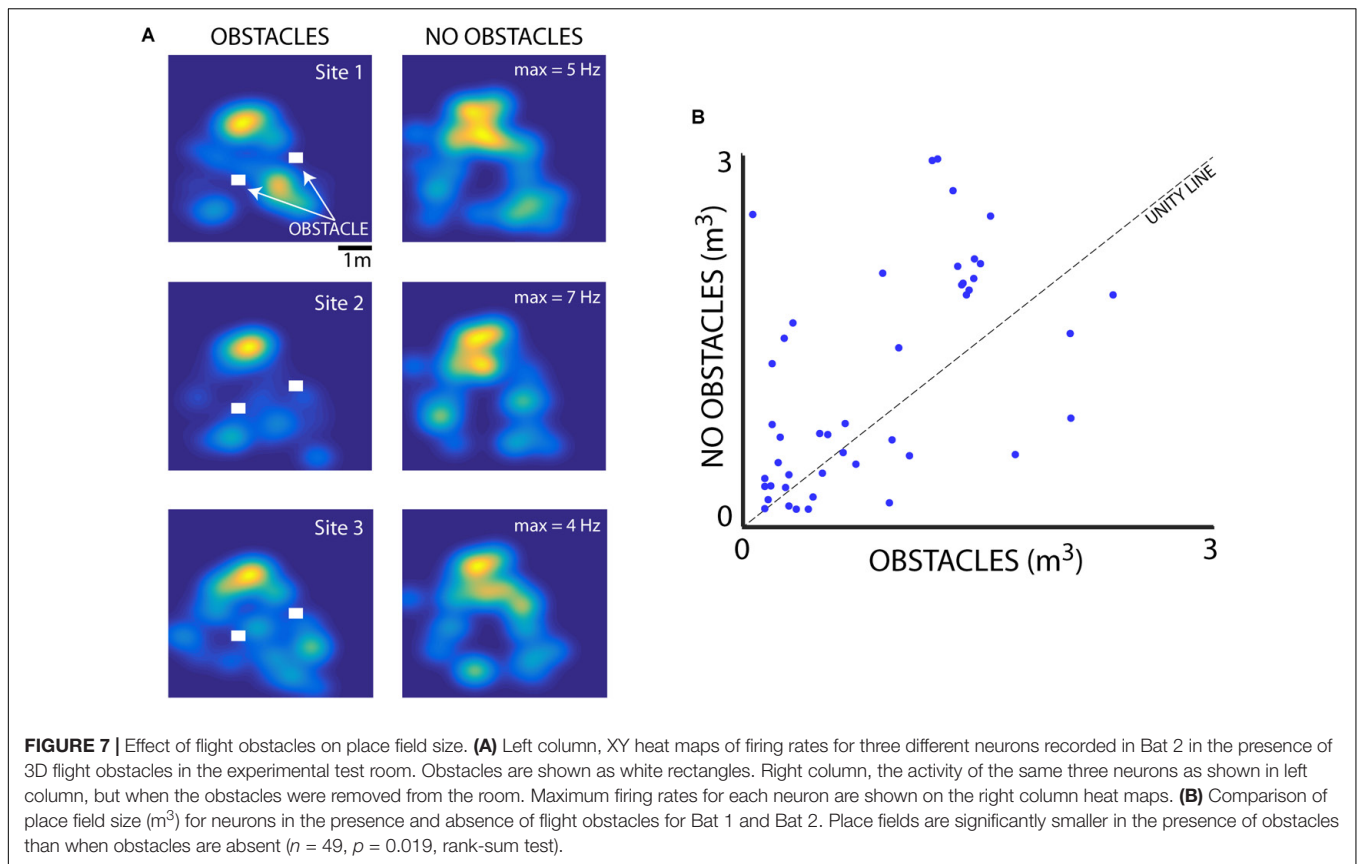 A
OBSTACLES
NO OBSTACLES
Site 1
max = 5 Hz
OBSTACLE
1m
Site 2
max = 7 Hz
Site 3
max = 4 Hz
B
3
NO OBSTACLES (m³)
0
UNITY LINE
0
OBSTACLES (m³)
3
FIGURE 7 | Effect of flight obstacles on place field size. (A) Left column, XY heat maps of firing rates for three different neurons recorded in Bat 2 in the presence of
3D flight obstacles in the experimental test room. Obstacles are shown as white rectangles. Right column, the activity of the same three neurons as shown in left
column, but when the obstacles were removed from the room. Maximum firing rates for each neuron are shown on the right column heat maps. (B) Comparison of
place field size (m³) for neurons in the presence and absence of flight obstacles for Bat 1 and Bat 2. Place fields are significantly smaller in the presence of obstacles
than when obstacles are absent (n = 49, p = 0.019, rank-sum test).